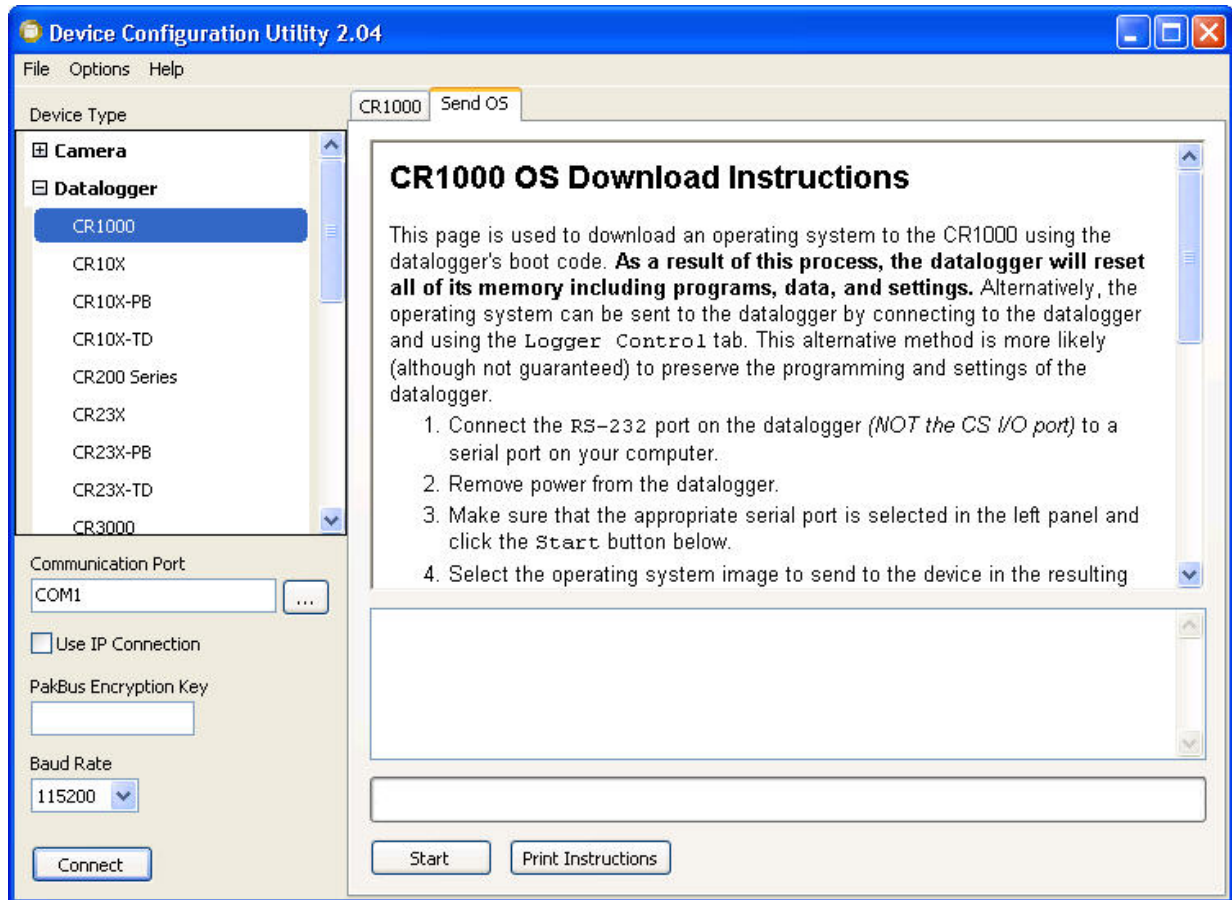 Device Configuration Utility 2.04
File Options Help
Device Type
Camera
Datalogger
CR1000
CR10X
CR10X-PB
CR10X-TD
CR200 Series
CR23X
CR23X-PB
CR23X-TD
CR3000
Communication Port
COM1
...
Use IP Connection
PakBus Encryption Key
Baud Rate
115200
Connect
CR1000 Send OS
CR1000 OS Download Instructions
This page is used to download an operating system to the CR1000 using the
datalogger's boot code. As a result of this process, the datalogger will reset
all of its memory including programs, data, and settings. Alternatively, the
operating system can be sent to the datalogger by connecting to the datalogger
and using the Logger Control tab. This alternative method is more likely
(although not guaranteed) to preserve the programming and settings of the
datalogger.
1. Connect the RS-232 port on the datalogger (NOT the CS I/O port) to a
serial port on your computer.
2. Remove power from the datalogger.
3. Make sure that the appropriate serial port is selected in the left panel and
click the Start button below.
4. Select the operating system image to send to the device in the resulting
Start Print Instructions